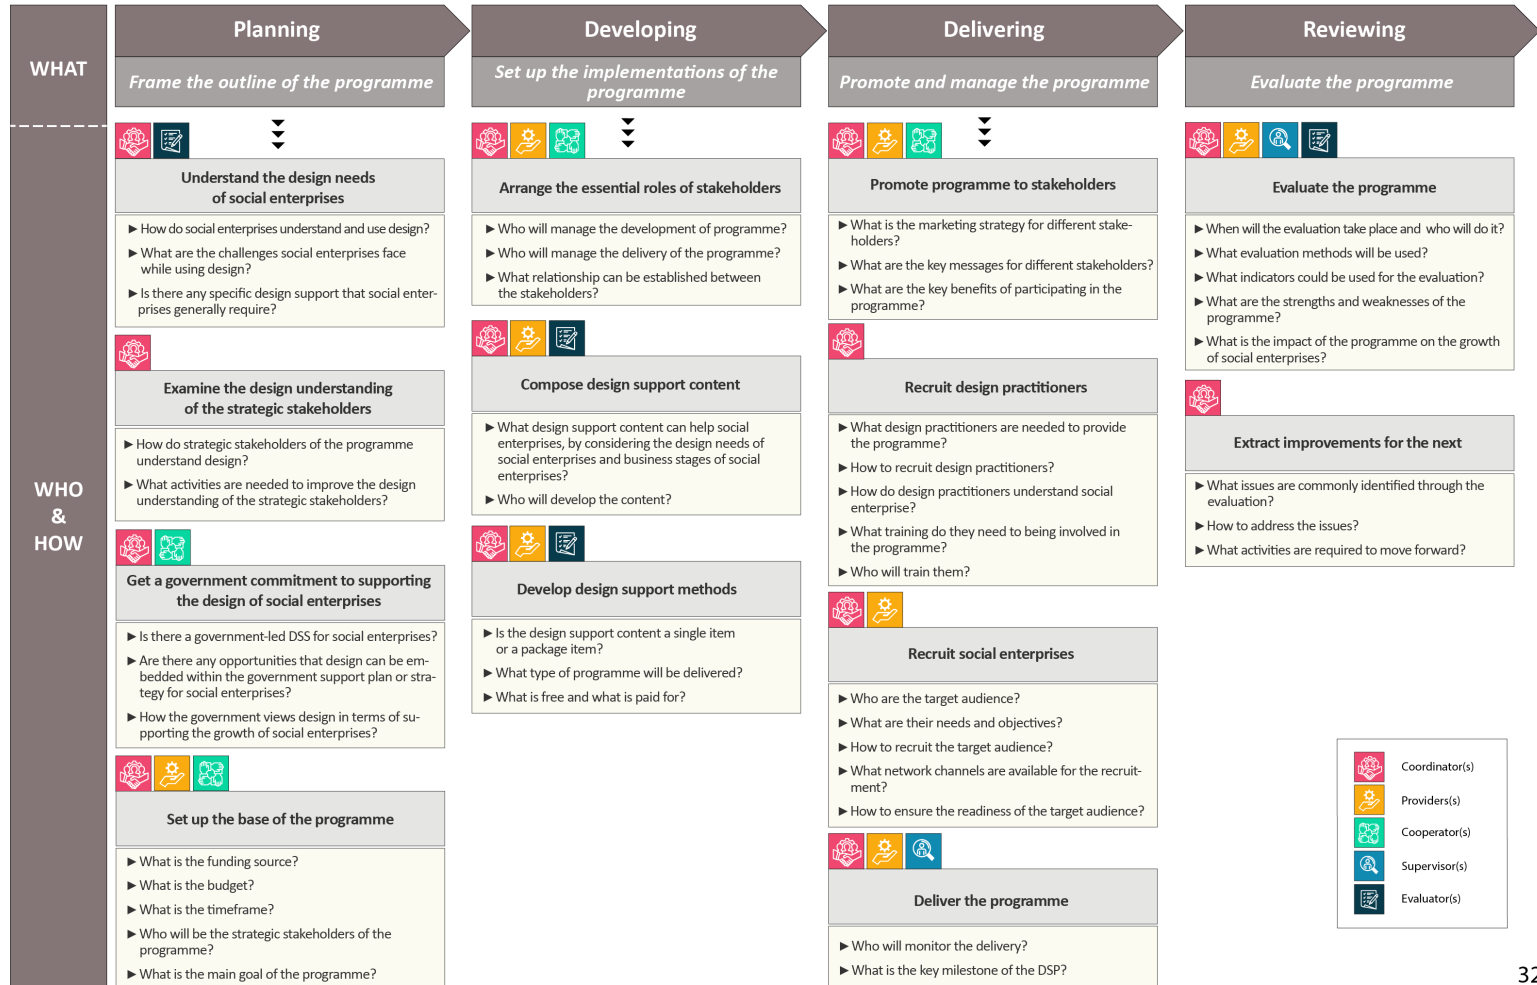 WHAT
Planning
Frame the outline of the programme
Developing
Set up the implementations of the
programme
Delivering
Promote and manage the programme
Reviewing
Evaluate the programme
WHO
&
HOW
Understand the design needs
of social enterprises
► How do social enterprises understand and use design?
► What are the challenges social enterprises face
while using design?
► Is there any specific design support that social enter-
prises generally require?
Examine the design understanding
of the strategic stakeholders
► How do strategic stakeholders of the programme
understand design?
► What activities are needed to improve the design
understanding of the strategic stakeholders?
Get a government commitment to supporting
the design of social enterprises
► Is there a government-led DSS for social enterprises?
► Are there any opportunities that design can be em-
bedded within the government support plan or stra-
tegy for social enterprises?
► How the government views design in terms of su-
pporting the growth of social enterprises?
Set up the base of the programme
► What is the funding source?
► What is the budget?
► What is the timeframe?
► Who will be the strategic stakeholders of the
programme?
► What is the main goal of the programme?
Arrange the essential roles of stakeholders
► Who will manage the development of programme?
► Who will manage the delivery of the programme?
► What relationship can be established between
the stakeholders?
Compose design support content
► What design support content can help social
enterprises, by considering the design needs of
social enterprises and business stages of social
enterprises?
► Who will develop the content?
Develop design support methods
► Is the design support content a single item
or a package item?
► What type of programme will be delivered?
► What is free and what is paid for?
Promote programme to stakeholders
► What is the marketing strategy for different stake-
holders?
► What are the key messages for different stakeholders?
► What are the key benefits of participating in the
programme?
Recruit design practitioners
► What design practitioners are needed to provide
the programme?
► How to recruit design practitioners?
► How do design practitioners understand social
enterprise?
► What training do they need to being involved in
the programme?
► Who will train them?
Recruit social enterprises
► Who are the target audience?
► What are their needs and objectives?
► How to recruit the target audience?
► What network channels are available for the recruit-
ment?
► How to ensure the readiness of the target audience?
Deliver the programme
► Who will monitor the delivery?
► What is the key milestone of the DSP?
Evaluate the programme
► When will the evaluation take place and who will do it?
► What evaluation methods will be used?
► What indicators could be used for the evaluation?
► What are the strengths and weaknesses of the
programme?
► What is the impact of the programme on the growth
of social enterprises?
Extract improvements for the next
► What issues are commonly identified through the
evaluation?
► How to address the issues?
► What activities are required to move forward?
Coordinator(s)
Providers(s)
Cooperator(s)
Supervisor(s)
Evaluator(s)
32